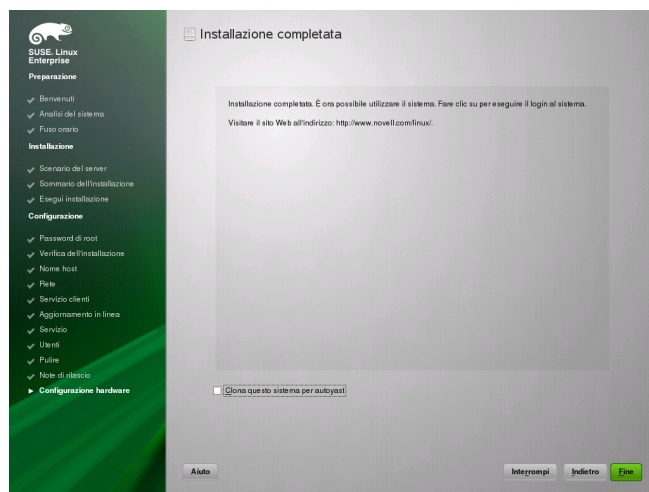 SUSE® Linux
Enterprise
Preparazione
Benvenuti
Analisi del sistema
Fuso orario
Installazione
Scenario del server
Sommario dell'installazione
Esegui installazione
Configurazione
Password di root
Verifica dell'installazione
Nome host
Rete
Servizio clienti
Aggiornamento in linea
Servizio
Utenti
Pulire
Note di rilascio
Configurazione hardware
Installazione completata
Installazione completata. È ora possibile utilizzare il sistema. Fare clic su per eseguire il login al sistema.
Visitare il sito Web all'indirizzo: http://www.novell.com/linux/.
Clona questo sistema per autoyast
Aiuto
Interrompi
Indietro
Fine